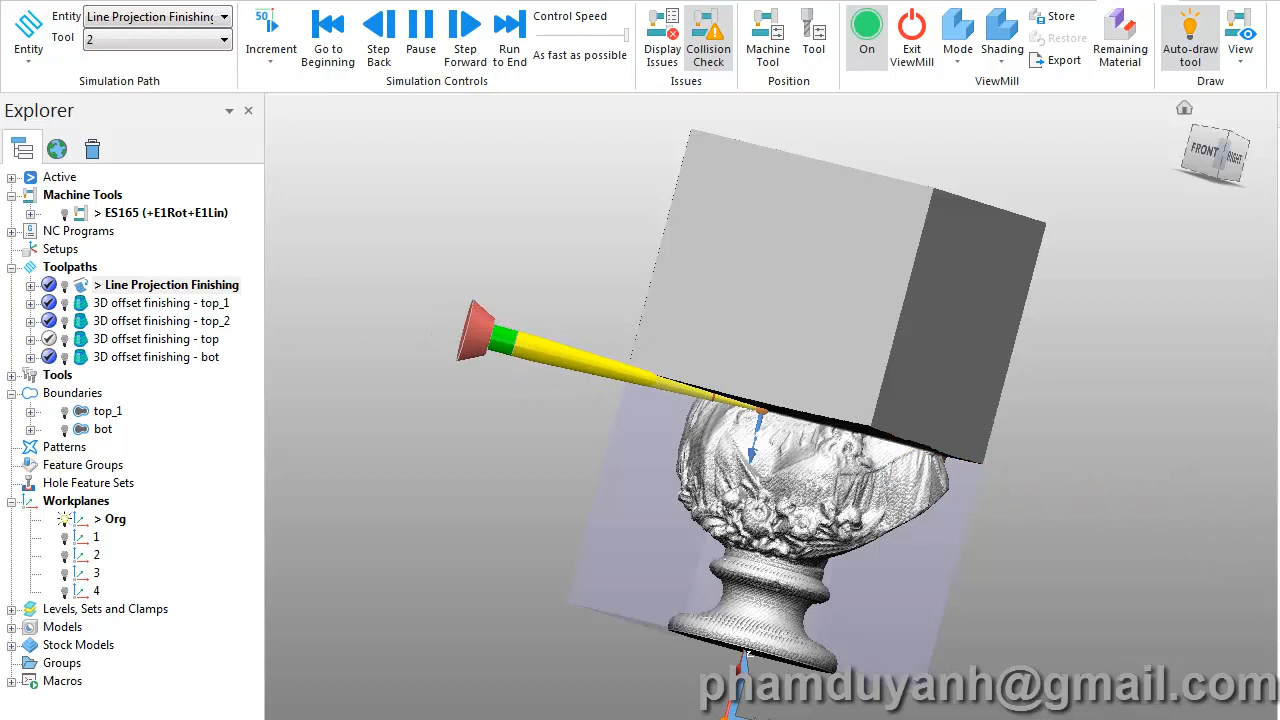 Entity
Line Projection Finishing
Tool
2
Entity
Simulation Path
50
Increment
Go to Beginning
Step Back
Pause
Step Forward
Run to End
Control Speed
As fast as possible
Simulation Controls
Display Issues
Collision Check
Issues
Machine Tool
Tool
Position
On
Exit ViewMill
Mode
Shading
Store
Restore
Export
Remaining Material
ViewMill
Auto-draw tool
View
Draw
Explorer
Active
Machine Tools
> ES165 (+E1Rot+E1Lin)
NC Programs
Setups
Toolpaths
> Line Projection Finishing
3D offset finishing - top_1
3D offset finishing - top_2
3D offset finishing - top
3D offset finishing - bot
Tools
Boundaries
top_1
bot
Patterns
Feature Groups
Hole Feature Sets
Workplanes
> Org
1
2
3
4
Levels, Sets and Clamps
Models
Stock Models
Groups
Macros
FRONT
RIGHT
Z
phamduyanh@gmail.com